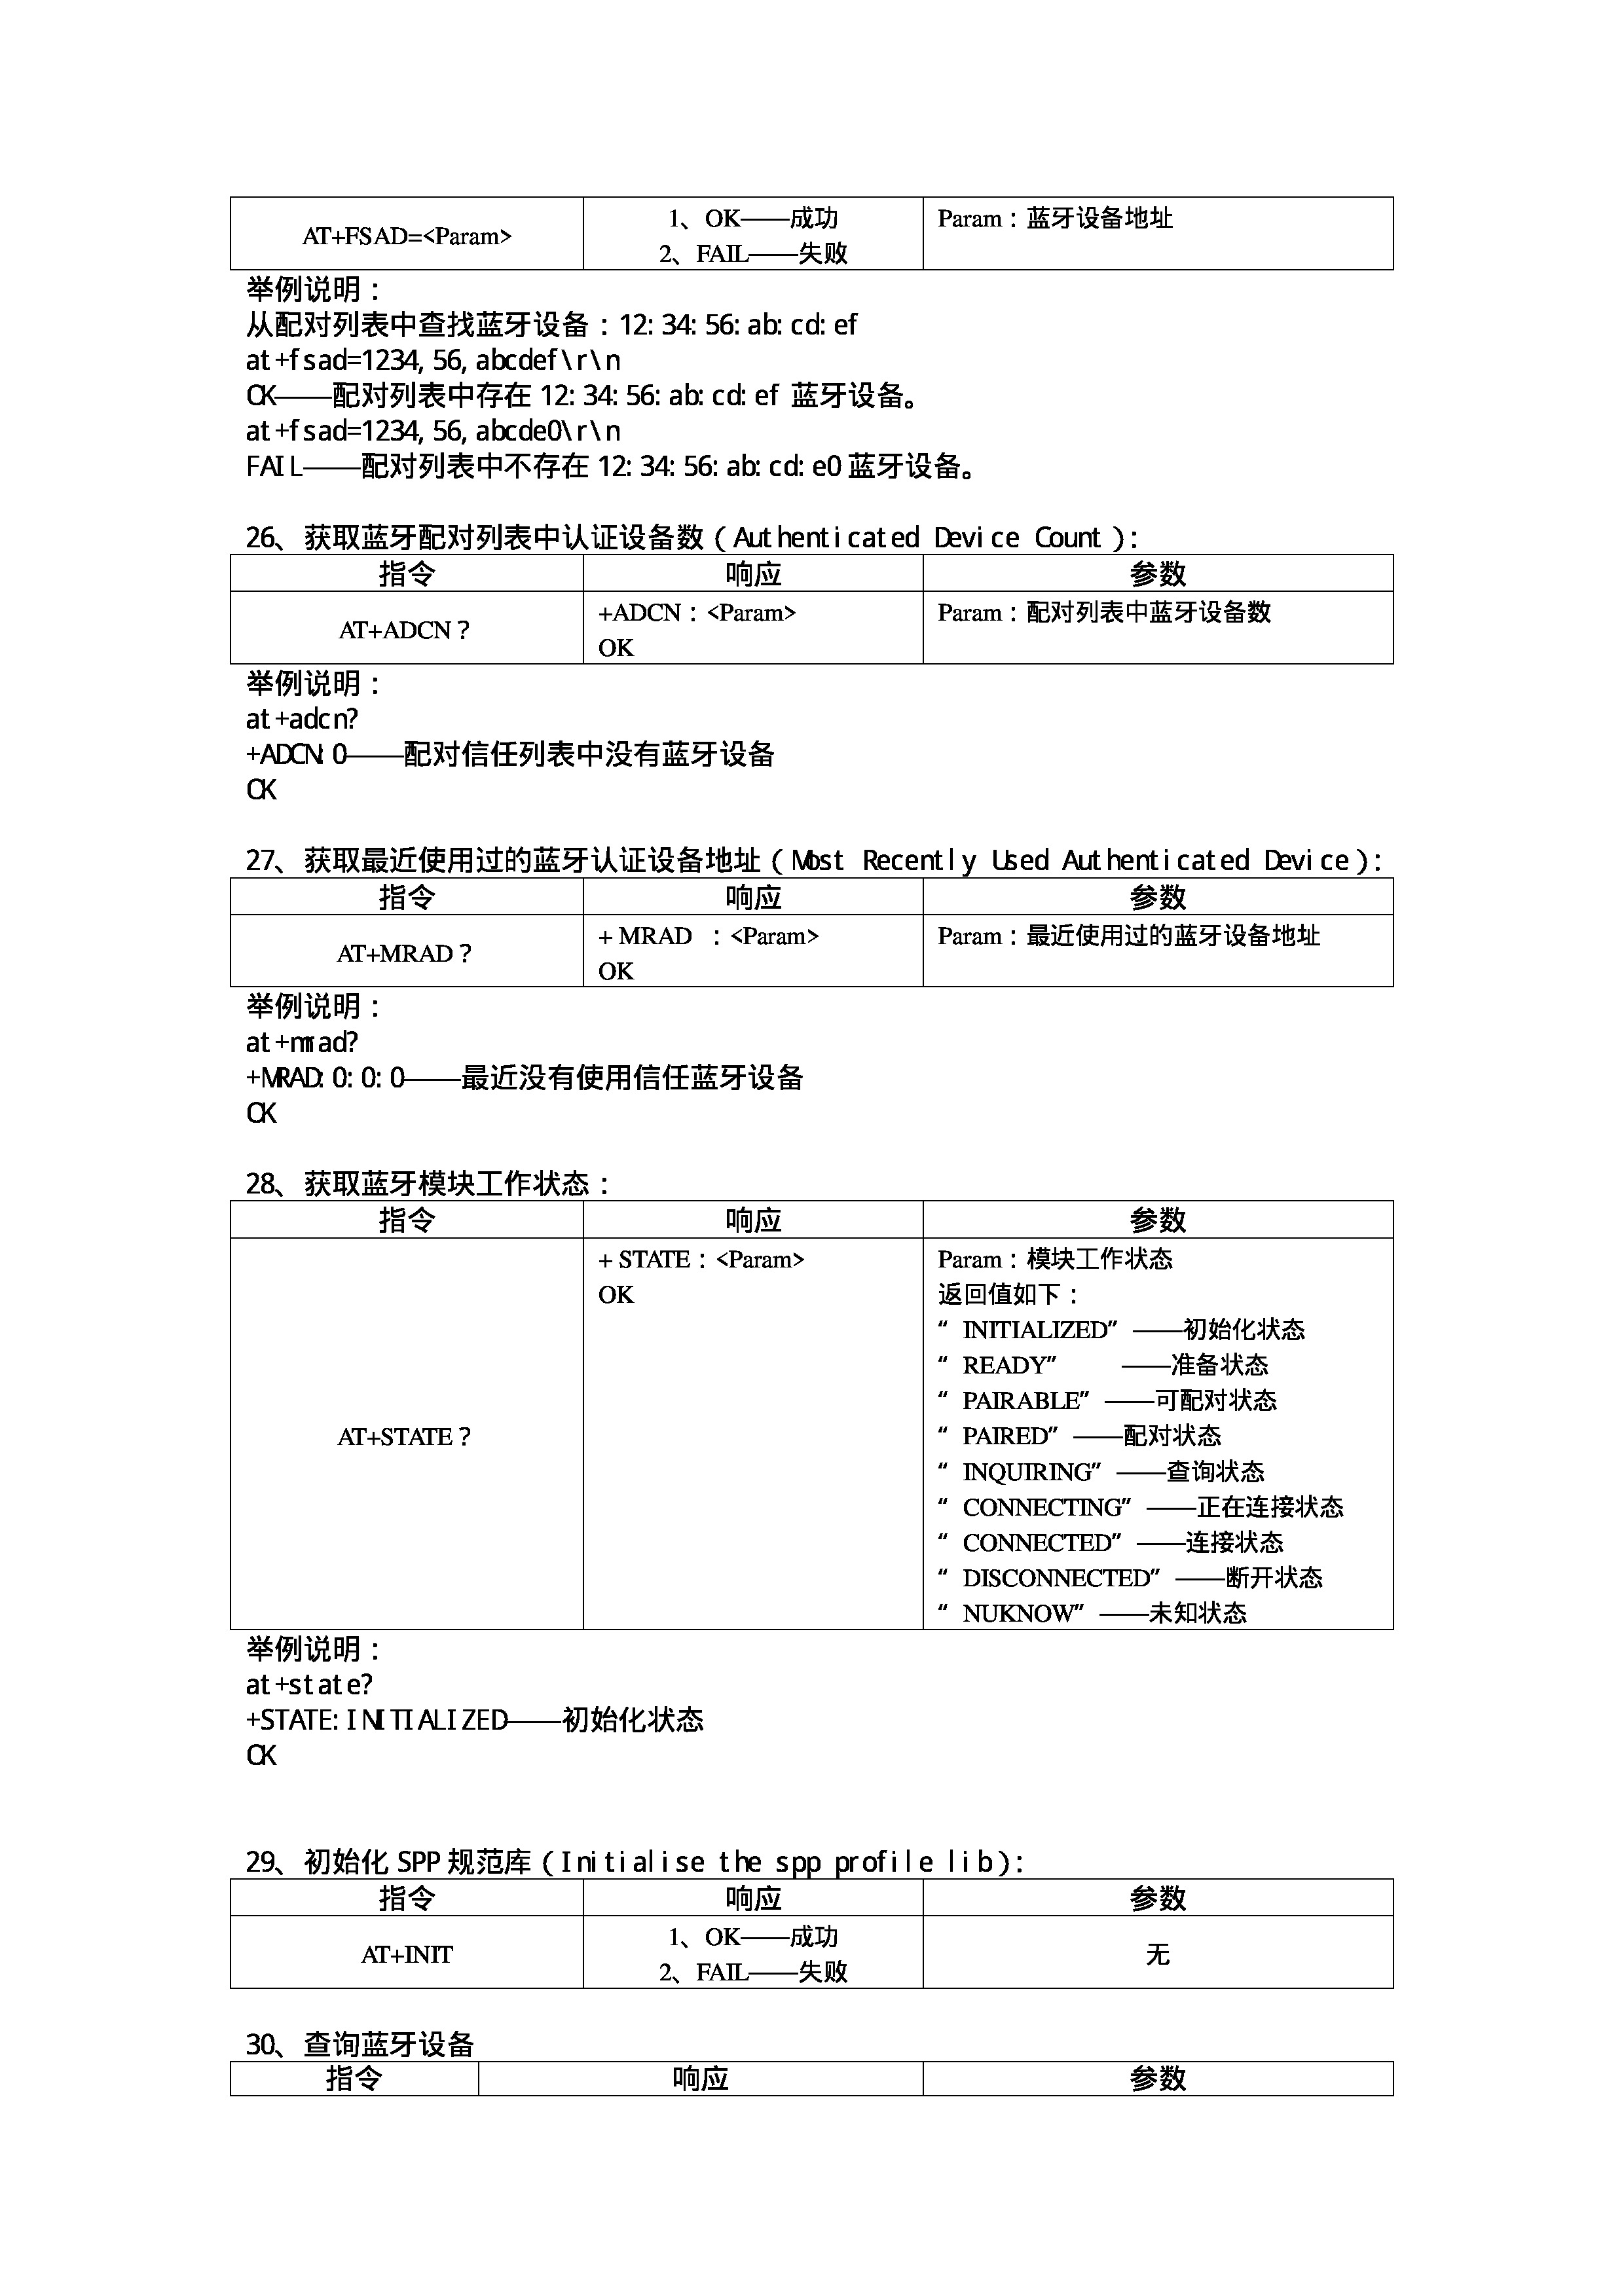 AT+FSAD=<Param>
1、OK——成功
2、FAIL——失败
Param：蓝牙设备地址
举例说明：
从配对列表中查找蓝牙设备：12:34:56:ab:cd:ef
at+fsad=1234,56,abcdef\r\n
OK——配对列表中存在 12:34:56:ab:cd:ef 蓝牙设备。
at+fsad=1234,56,abcde0\r\n
FAIL——配对列表中不存在 12:34:56:ab:cd:e0 蓝牙设备。
26、获取蓝牙配对列表中认证设备数（Authenticated Device Count）：
指令 响应 参数
AT+ADCN？
+ADCN：<Param>
OK
Param：配对列表中蓝牙设备数
举例说明：
at+adcn?
+ADCN:0——配对信任列表中没有蓝牙设备
OK
27、获取最近使用过的蓝牙认证设备地址（Most Recently Used Authenticated Device）：
指令 响应 参数
AT+MRAD？
+ MRAD ：<Param>
OK
Param：最近使用过的蓝牙设备地址
举例说明：
at+mrad?
+MRAD:0:0:0——最近没有使用信任蓝牙设备
OK
28、获取蓝牙模块工作状态：
指令 响应 参数
AT+STATE？
+ STATE：<Param>
OK
Param：模块工作状态
返回值如下：
“INITIALIZED”——初始化状态
“READY” ——准备状态
“PAIRABLE”——可配对状态
“PAIRED”——配对状态
“INQUIRING”——查询状态
“CONNECTING”——正在连接状态
“CONNECTED”——连接状态
“DISCONNECTED”——断开状态
“NUKNOW”——未知状态
举例说明：
at+state?
+STATE:INITIALIZED——初始化状态
OK
29、初始化 SPP 规范库（Initialise the spp profile lib）：
指令 响应 参数
AT+INIT
1、OK——成功
2、FAIL——失败
无
30、查询蓝牙设备
指令 响应 参数